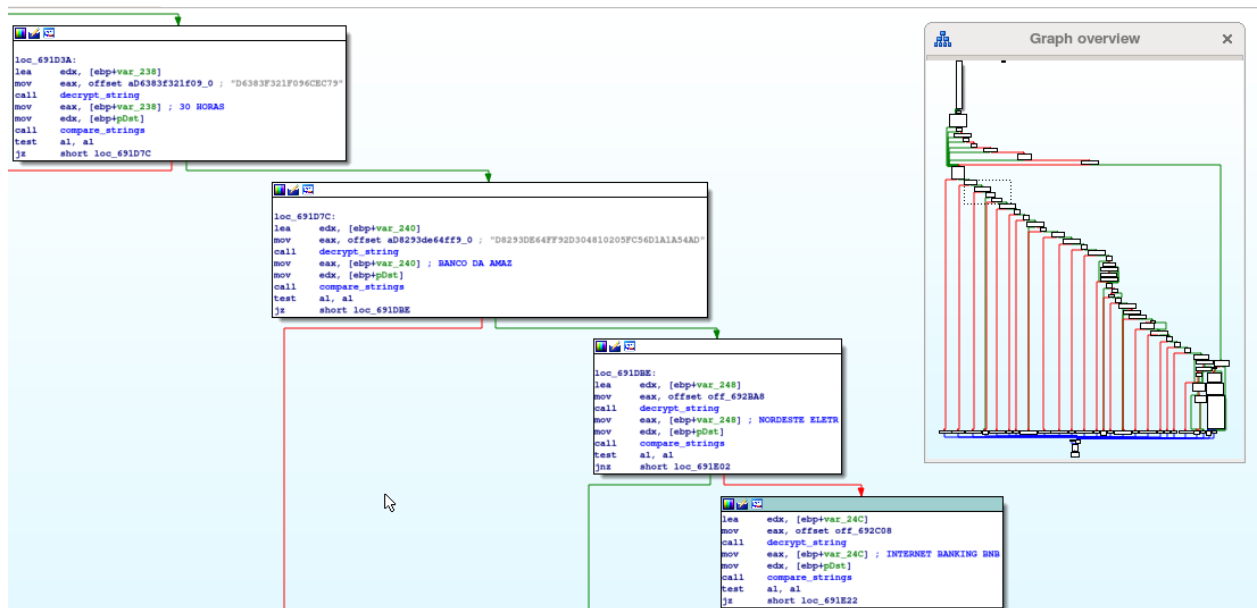 loc_691D3A:
lea edx, [ebp+var_238]
mov eax, offset aD6383f321f09_0 ; "D6383F321F096CEC79"
call decrypt_string
mov eax, [ebp+var_238] ; 30 HORAS
mov edx, [ebp+pDst]
call compare_strings
test al, al
jz short loc_691D7C
Graph overview
loc_691D7C:
lea edx, [ebp+var_240]
mov eax, offset aD8293de64ff9_0 ; "D8293DE64FF92D304810205FC56D1A1A54AD"
call decrypt_string
mov eax, [ebp+var_240] ; BANCO DA AMAZ
mov edx, [ebp+pDst]
call compare_strings
test al, al
jz short loc_691DBE
loc_691DBE:
lea edx, [ebp+var_248]
mov eax, offset off_692BA8
call decrypt_string
mov eax, [ebp+var_248] ; NORDESTE ELETR
mov edx, [ebp+pDst]
call compare_strings
test al, al
jnz short loc_691E02
lea edx, [ebp+var_24C]
mov eax, offset off_692C08
call decrypt_string
mov eax, [ebp+var_24C] ; INTERNET BANKING BNB
mov edx, [ebp+pDst]
call compare_strings
test al, al
jz short loc_691E22